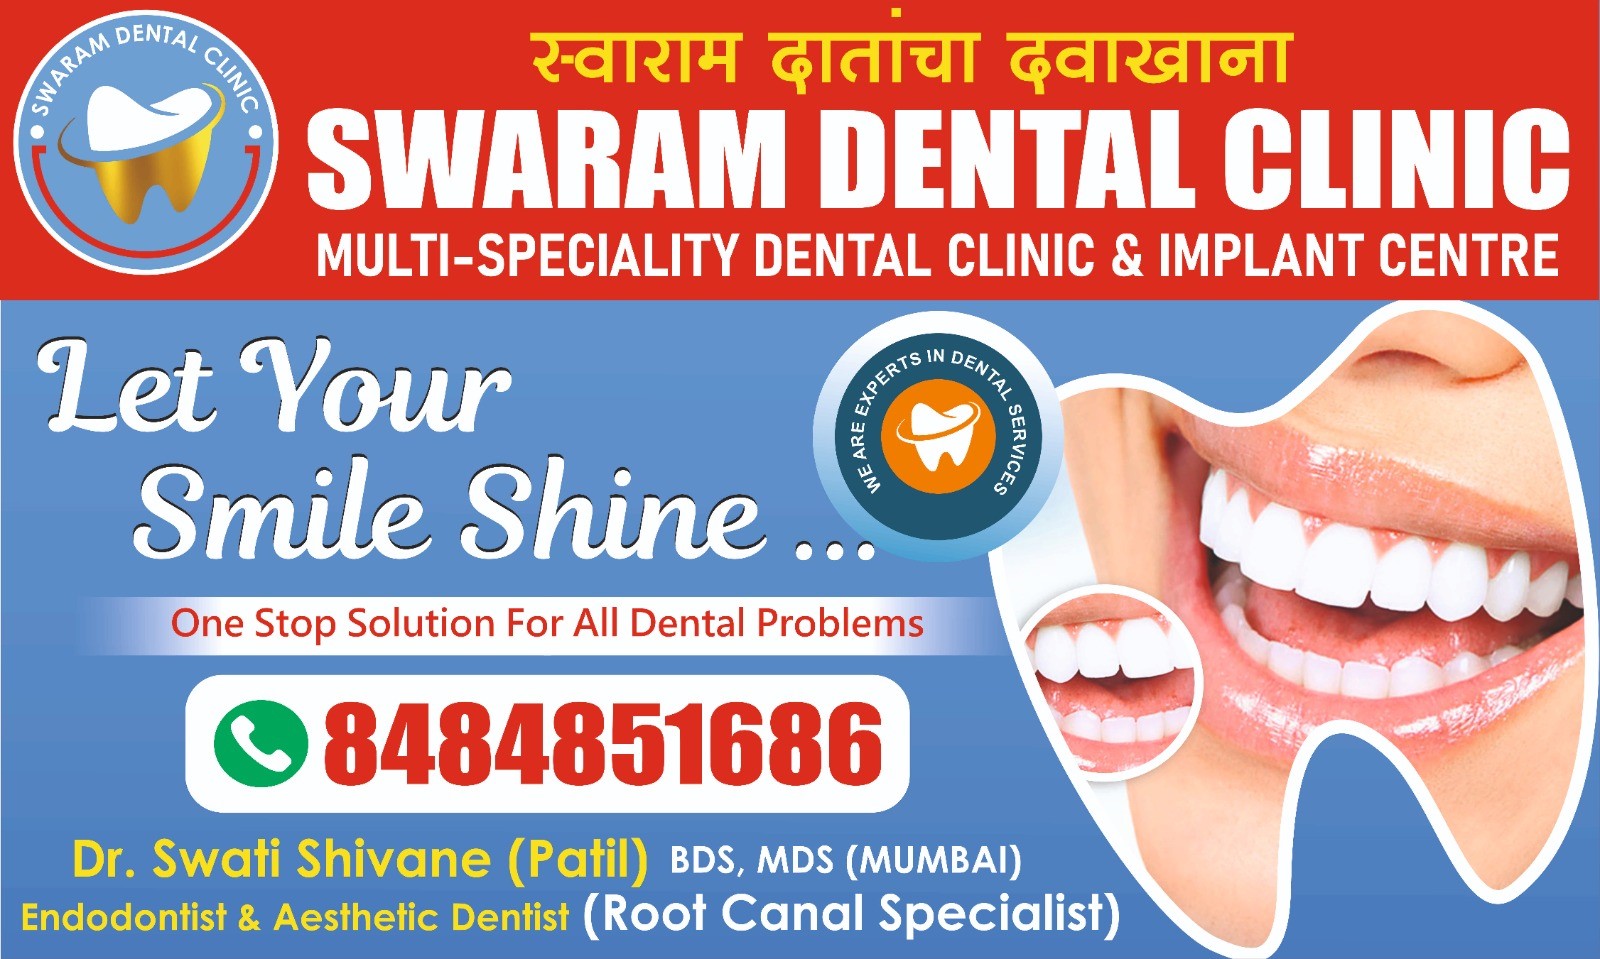 SWARAM DENTAL CLINIC
स्वाराम दातांचा दवाखाना
SWARAM DENTAL CLINIC
MULTI-SPECIALITY DENTAL CLINIC & IMPLANT CENTRE
Let Your
Smile Shine ...
WE ARE EXPERTS IN DENTAL SERVICES
One Stop Solution For All Dental Problems
8484851686
Dr. Swati Shivane (Patil) BDS, MDS (MUMBAI)
Endodontist & Aesthetic Dentist (Root Canal Specialist)